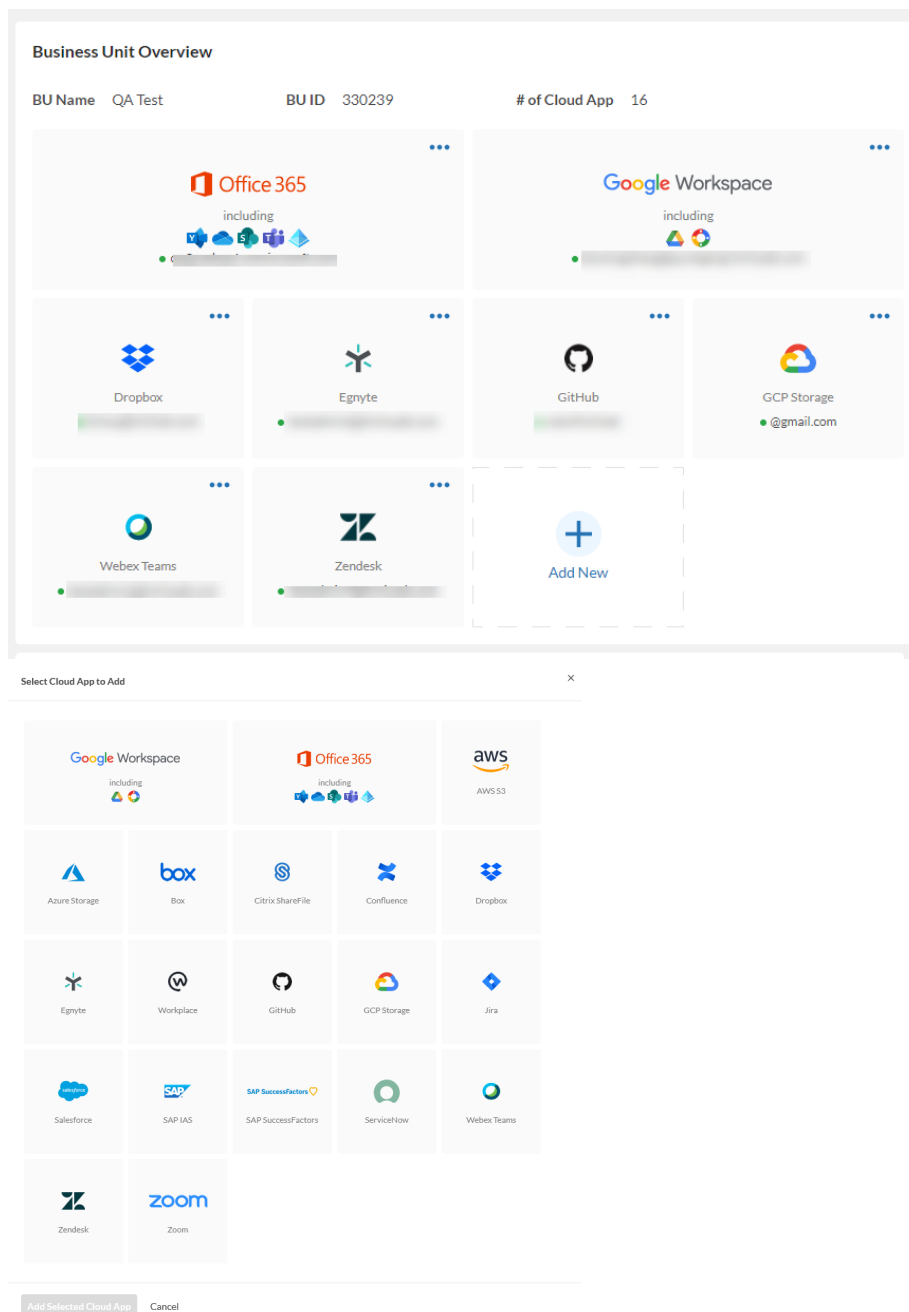 Business Unit Overview
BU Name QA Test BU ID 330239 # of Cloud App 16
Office 365
including
Google Workspace
including
Dropbox
Egnyte
GitHub
GCP Storage
@gmail.com
Webex Teams
Zendesk
Add New
Select Cloud App to Add
Google Workspace
including
Office 365
including
aws
AWS S3
Azure Storage
box
Box
Citrix ShareFile
Confluence
Dropbox
Egnyte
Workplace
GitHub
GCP Storage
Jira
salesforce
Salesforce
SAP
SAP IAS
SAP SuccessFactors
SAP SuccessFactors
ServiceNow
Webex Teams
Zendesk
zoom
Zoom
Add Selected Cloud App Cancel